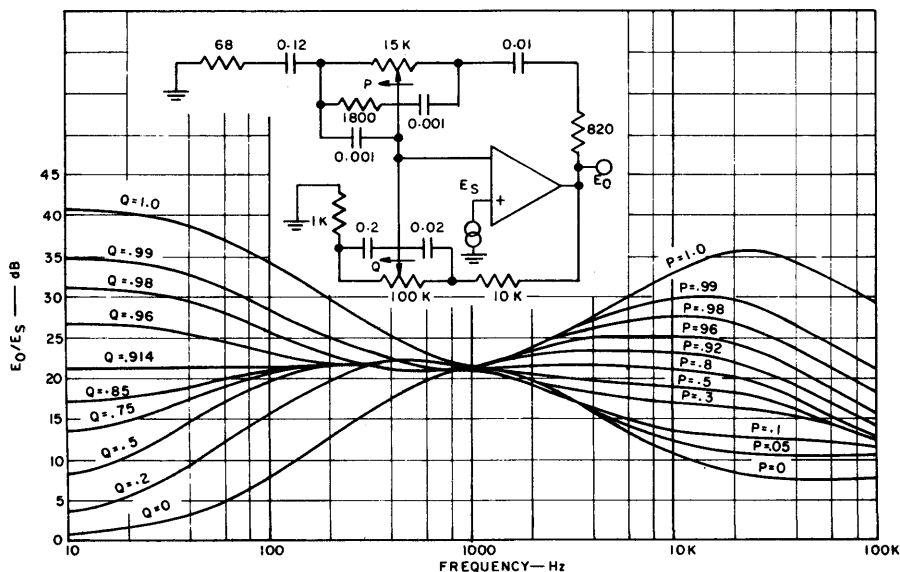 68
0.12
15K
0.01
P
1800
0.001
0.001
820
E0
ES
+
1K
0.2
0.02
Q
100K
10K
45
40
35
30
25
20
15
10
5
0
E0/ES — dB
Q=1.0
Q=.99
Q=.98
Q=.96
Q=.914
Q=.85
Q=.75
Q=.5
Q=.2
Q=0
P=1.0
P=.99
P=.98
P=.96
P=.92
P=.8
P=.5
P=.3
P=.1
P=.05
P=0
10
100
1000
10K
100K
FREQUENCY—Hz